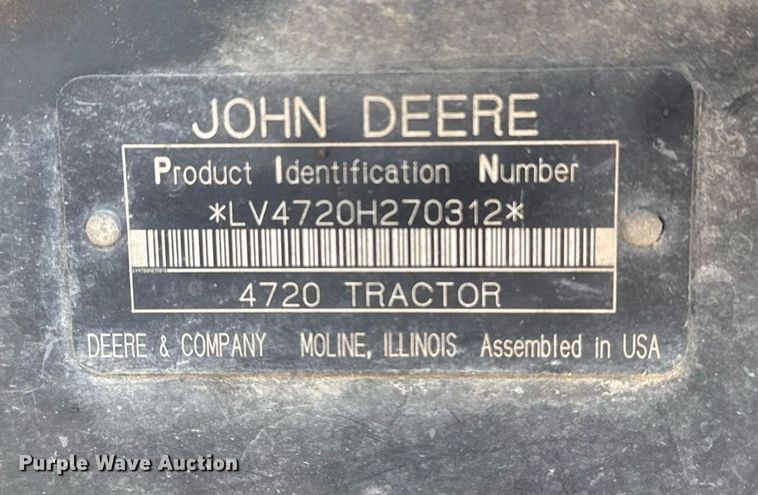 JOHN DEERE
Product Identification Number
*LV4720H270312*
4720 TRACTOR
DEERE & COMPANY MOLINE, ILLINOIS Assembled in USA
Purple Wave Auction